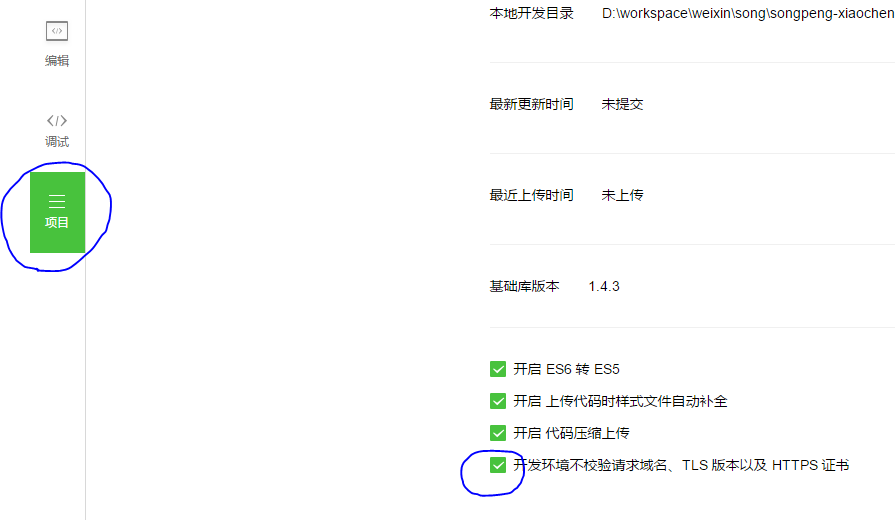 编辑
调试
项目
本地开发目录 D:\workspace\weixin\song\songpeng-xiaochen
最新更新时间 未提交
最近上传时间 未上传
基础库版本 1.4.3
开启 ES6 转 ES5
开启 上传代码时样式文件自动补全
开启 代码压缩上传
开发环境不校验请求域名、TLS 版本以及 HTTPS 证书